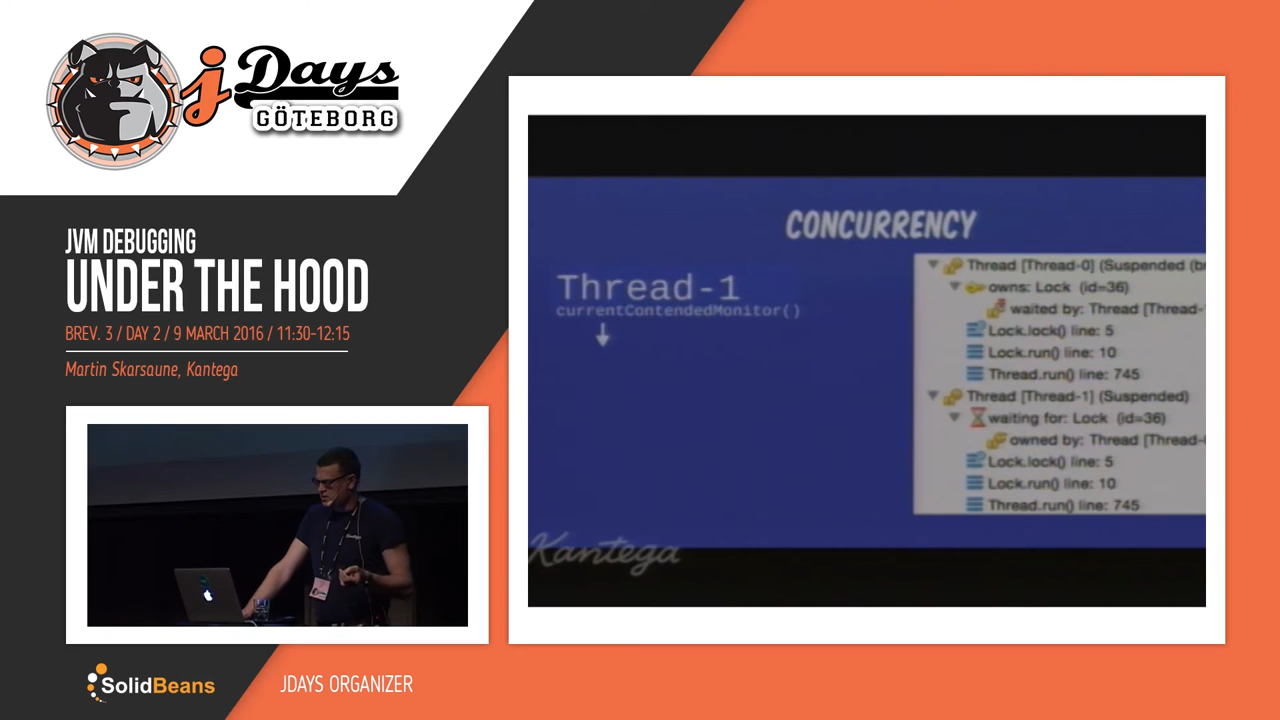 jDays
GÖTEBORG
JVM DEBUGGING
UNDER THE HOOD
BREV. 3 / DAY 2 / 9 MARCH 2016 / 11:30-12:15
Martin Skarsaune, Kantega
CONCURRENCY
Thread-1
currentContendedMonitor()
Thread [Thread-0] (Suspended (br
owns: Lock (id=36)
waited by: Thread [Thread-1
Lock.lock() line: 5
Lock.run() line: 10
Thread.run() line: 745
Thread [Thread-1] (Suspended)
waiting for: Lock (id=36)
owned by: Thread [Thread-0
Lock.lock() line: 5
Lock.run() line: 10
Thread.run() line: 745
Kantega
SolidBeans
JDAYS ORGANIZER